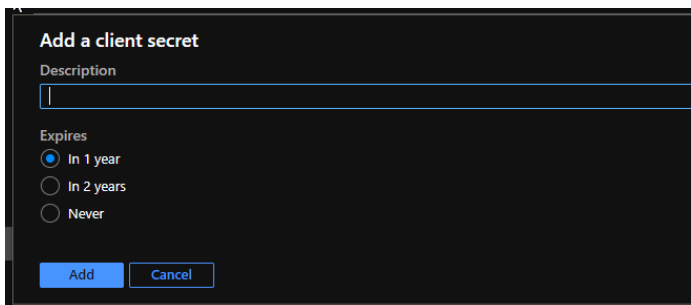 Add a client secret
Description
Expires
In 1 year
In 2 years
Never
Add Cancel